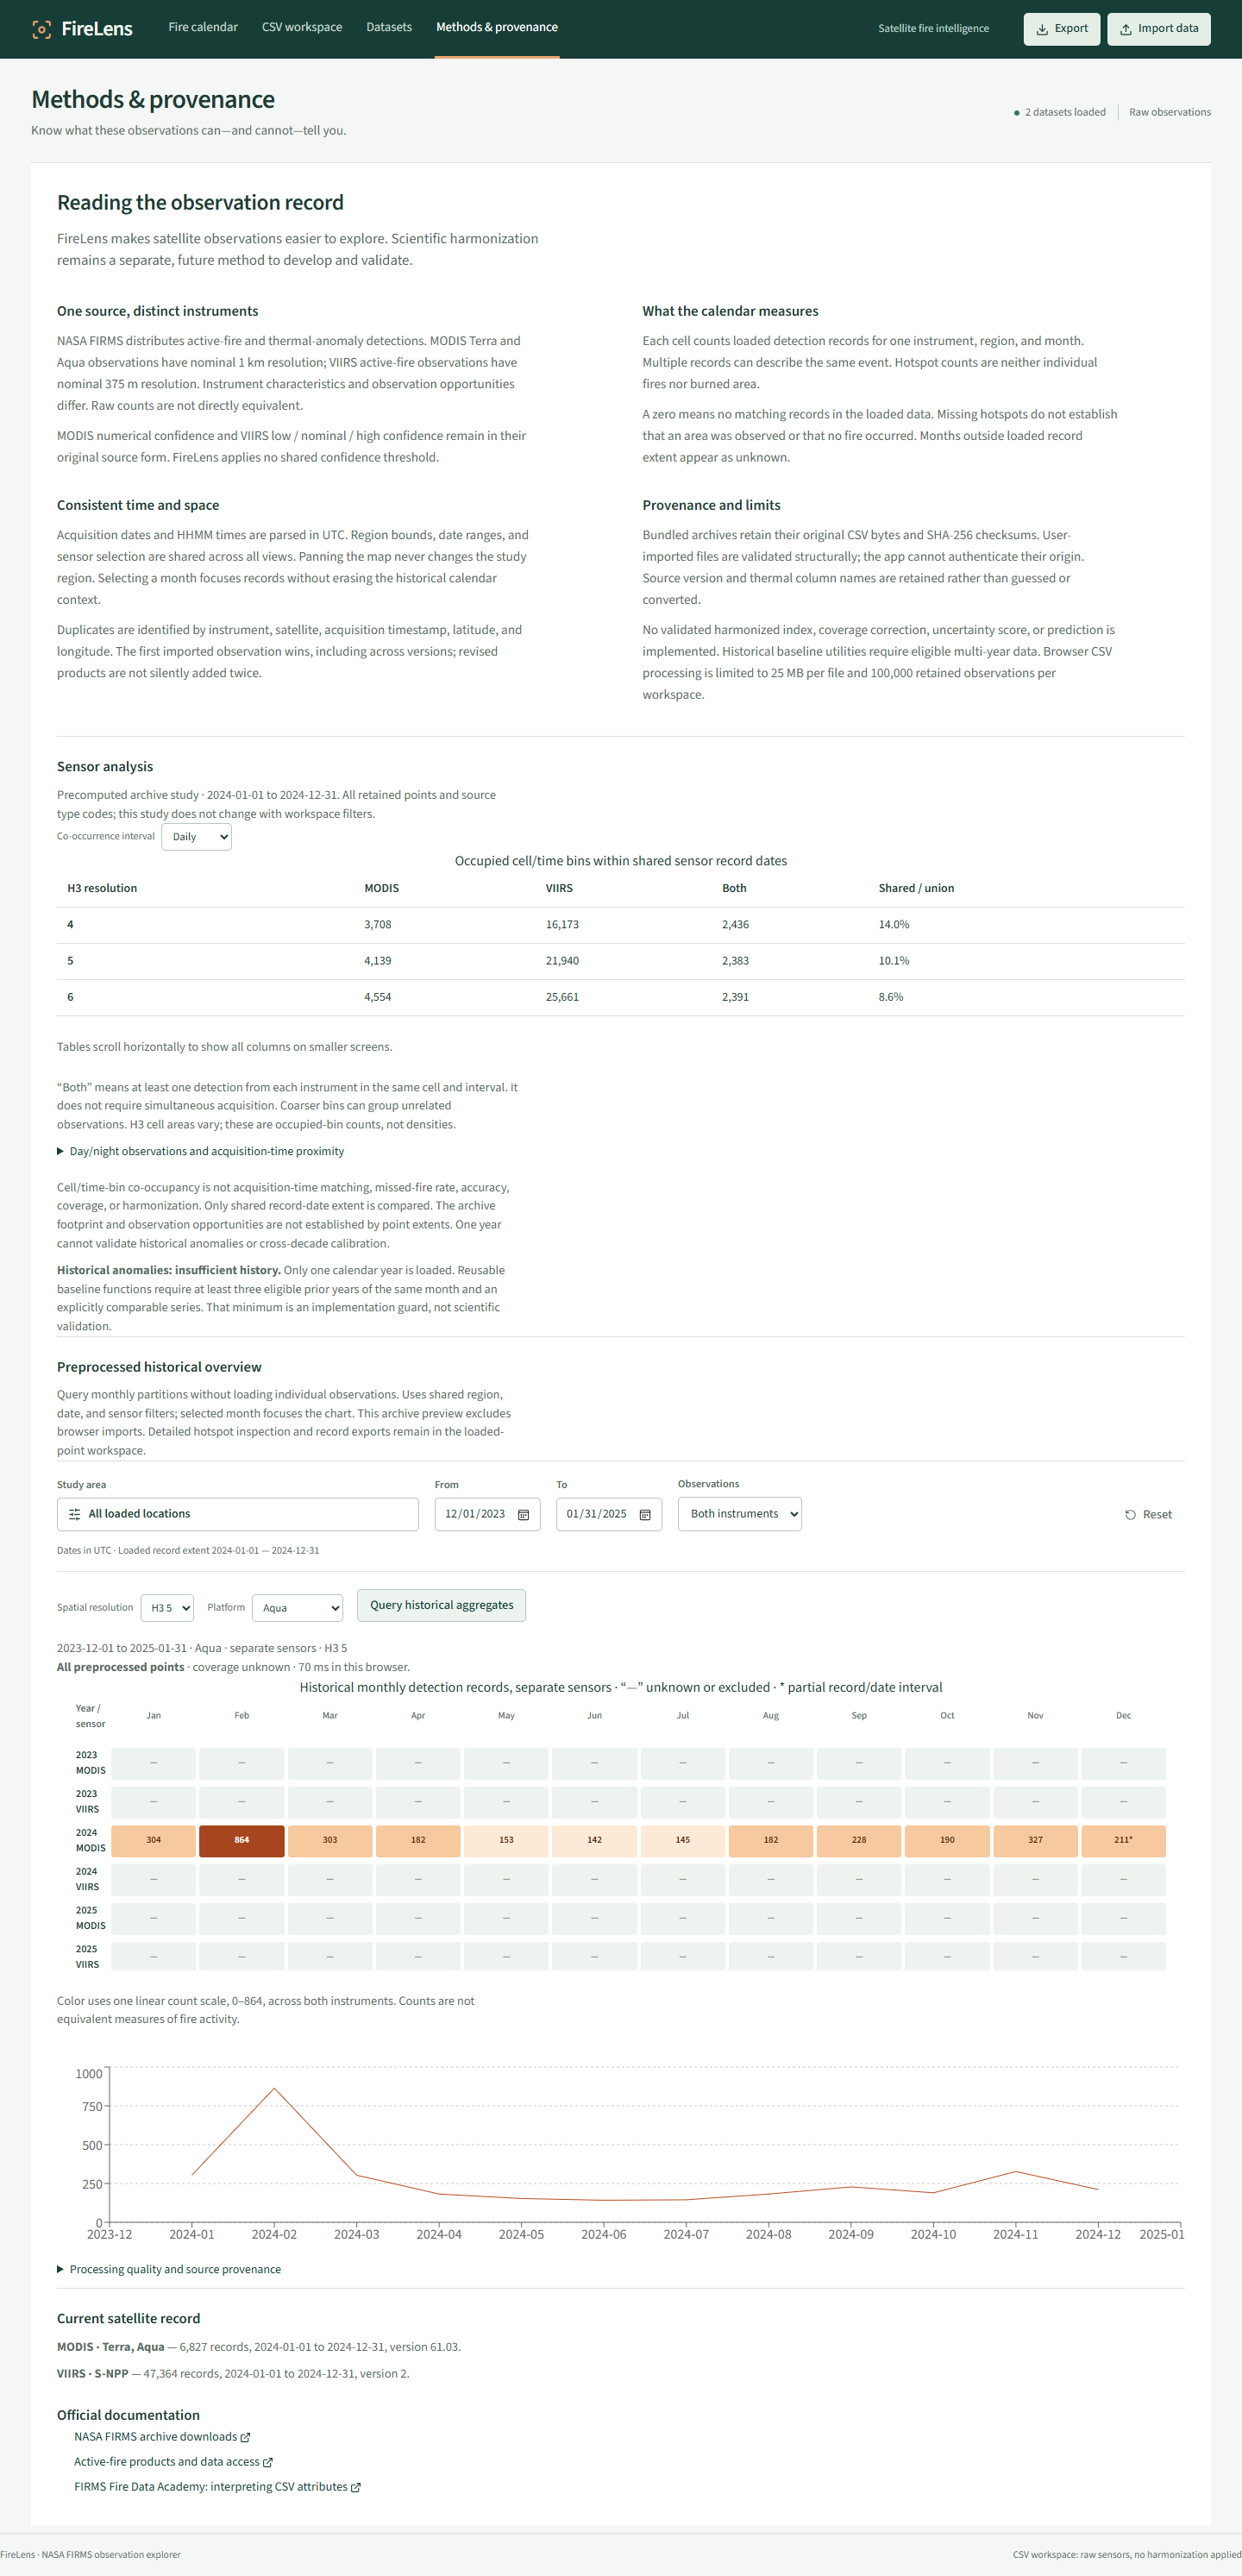 FireLens
Fire calendar
CSV workspace
Datasets
Methods & provenance
Satellite fire intelligence
Export
Import data
Methods & provenance
Know what these observations can—and cannot—tell you.
2 datasets loaded
Raw observations
Reading the observation record
FireLens makes satellite observations easier to explore. Scientific harmonization
remains a separate, future method to develop and validate.
One source, distinct instruments
NASA FIRMS distributes active-fire and thermal-anomaly detections. MODIS Terra and
Aqua observations have nominal 1 km resolution; VIIRS active-fire observations have
nominal 375 m resolution. Instrument characteristics and observation opportunities
differ. Raw counts are not directly equivalent.
MODIS numerical confidence and VIIRS low / nominal / high confidence remain in their
original source form. FireLens applies no shared confidence threshold.
What the calendar measures
Each cell counts loaded detection records for one instrument, region, and month.
Multiple records can describe the same event. Hotspot counts are neither individual
fires nor burned area.
A zero means no matching records in the loaded data. Missing hotspots do not establish
that an area was observed or that no fire occurred. Months outside loaded record
extent appear as unknown.
Consistent time and space
Acquisition dates and HHMM times are parsed in UTC. Region bounds, date ranges, and
sensor selection are shared across all views. Panning the map never changes the study
region. Selecting a month focuses records without erasing the historical calendar
context.
Duplicates are identified by instrument, satellite, acquisition timestamp, latitude, and
longitude. The first imported observation wins, including across versions; revised
products are not silently added twice.
Provenance and limits
Bundled archives retain their original CSV bytes and SHA-256 checksums. User-
imported files are validated structurally; the app cannot authenticate their origin.
Source version and thermal column names are retained rather than guessed or
converted.
No validated harmonized index, coverage correction, uncertainty score, or prediction is
implemented. Historical baseline utilities require eligible multi-year data. Browser CSV
processing is limited to 25 MB per file and 100,000 retained observations per
workspace.
Sensor analysis
Precomputed archive study · 2024-01-01 to 2024-12-31. All retained points and source
type codes; this study does not change with workspace filters.
Co-occurrence interval Daily
Occupied cell/time bins within shared sensor record dates
H3 resolution MODIS VIIRS Both Shared / union
4 3,708 16,173 2,436 14.0%
5 4,139 21,940 2,383 10.1%
6 4,554 25,661 2,391 8.6%
Tables scroll horizontally to show all columns on smaller screens.
“Both” means at least one detection from each instrument in the same cell and interval. It
does not require simultaneous acquisition. Coarser bins can group unrelated
observations. H3 cell areas vary; these are occupied-bin counts, not densities.
Day/night observations and acquisition-time proximity
Cell/time-bin co-occupancy is not acquisition-time matching, missed-fire rate, accuracy,
coverage, or harmonization. Only shared record-date extent is compared. The archive
footprint and observation opportunities are not established by point extents. One year
cannot validate historical anomalies or cross-decade calibration.
Historical anomalies: insufficient history. Only one calendar year is loaded. Reusable
baseline functions require at least three eligible prior years of the same month and an
explicitly comparable series. That minimum is an implementation guard, not scientific
validation.
Preprocessed historical overview
Query monthly partitions without loading individual observations. Uses shared region,
date, and sensor filters; selected month focuses the chart. This archive preview excludes
browser imports. Detailed hotspot inspection and record exports remain in the loaded-
point workspace.
Study area
From
To
Observations
All loaded locations
12/01/2023
01/31/2025
Both instruments
Reset
Dates in UTC · Loaded record extent 2024-01-01 — 2024-12-31
Spatial resolution H3 5 Platform Aqua Query historical aggregates
2023-12-01 to 2025-01-31 · Aqua · separate sensors · H3 5
All preprocessed points · coverage unknown · 70 ms in this browser.
Historical monthly detection records, separate sensors · “—” unknown or excluded · * partial record/date interval
Year /
sensor
Jan Feb Mar Apr May Jun Jul Aug Sep Oct Nov Dec
2023
MODIS
— — — — — — — — — — — —
2023
VIIRS
— — — — — — — — — — — —
2024
MODIS
304 864 303 182 153 142 145 182 228 190 327 211*
2024
VIIRS
— — — — — — — — — — — —
2025
MODIS
— — — — — — — — — — — —
2025
VIIRS
— — — — — — — — — — — —
Color uses one linear count scale, 0–864, across both instruments. Counts are not
equivalent measures of fire activity.
1000
750
500
250
0
2023-12 2024-01 2024-02 2024-03 2024-04 2024-05 2024-06 2024-07 2024-08 2024-09 2024-10 2024-11 2024-12 2025-01
Processing quality and source provenance
Current satellite record
MODIS · Terra, Aqua — 6,827 records, 2024-01-01 to 2024-12-31, version 61.03.
VIIRS · S-NPP — 47,364 records, 2024-01-01 to 2024-12-31, version 2.
Official documentation
NASA FIRMS archive downloads
Active-fire products and data access
FIRMS Fire Data Academy: interpreting CSV attributes
FireLens · NASA FIRMS observation explorer
CSV workspace: raw sensors, no harmonization applied